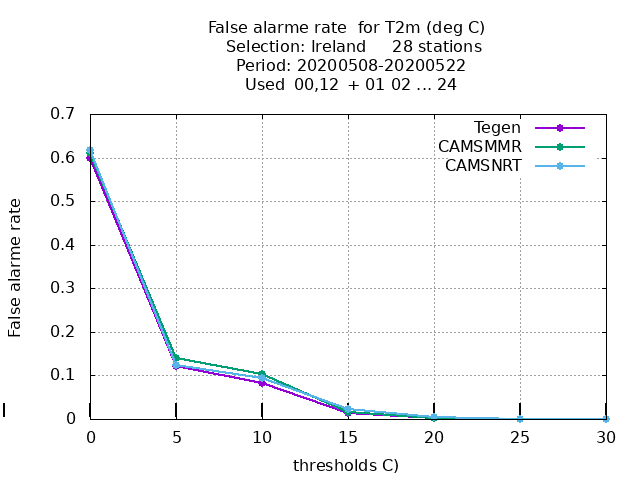 False alarme rate  for T2m (deg C)
Selection: Ireland     28 stations
Period: 20200508-20200522
Used  00,12  + 01 02 ... 24
Tegen
CAMSMMR
CAMSNRT
False alarme rate
0.7
0.6
0.5
0.4
0.3
0.2
0.1
0
0 5 10 15 20 25 30
thresholds C)